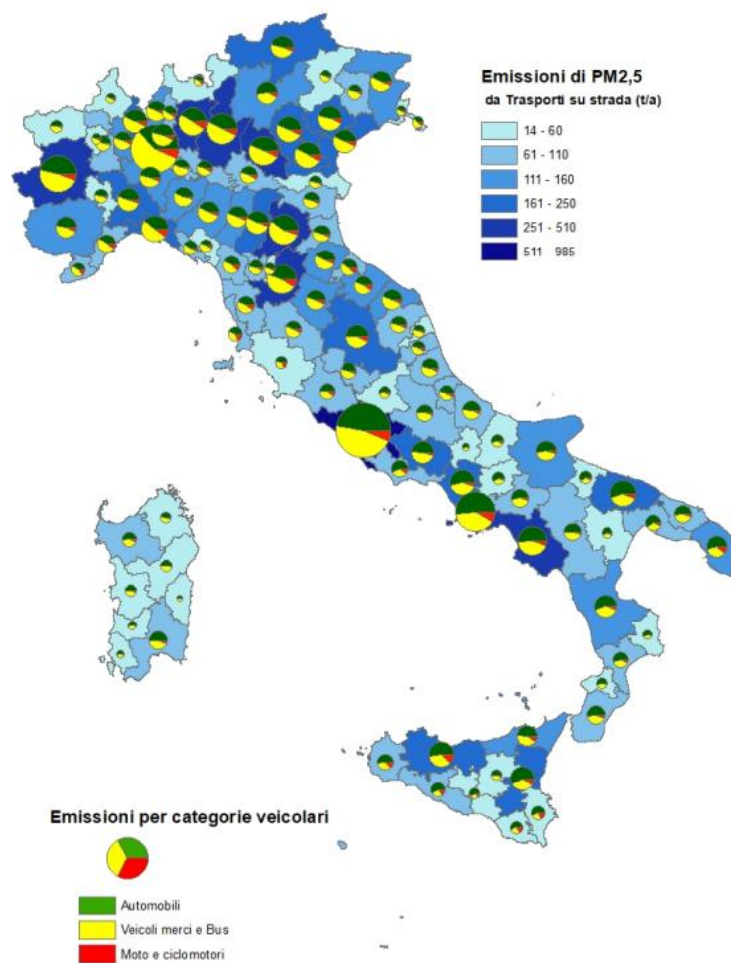 Emissioni di PM2,5
da Trasporti su strada (t/a)
14 - 60
61 - 110
111 - 160
161 - 250
251 - 510
511 985
Emissioni per categorie veicolari
Automobili
Veicoli merci e Bus
Moto e ciclomotori